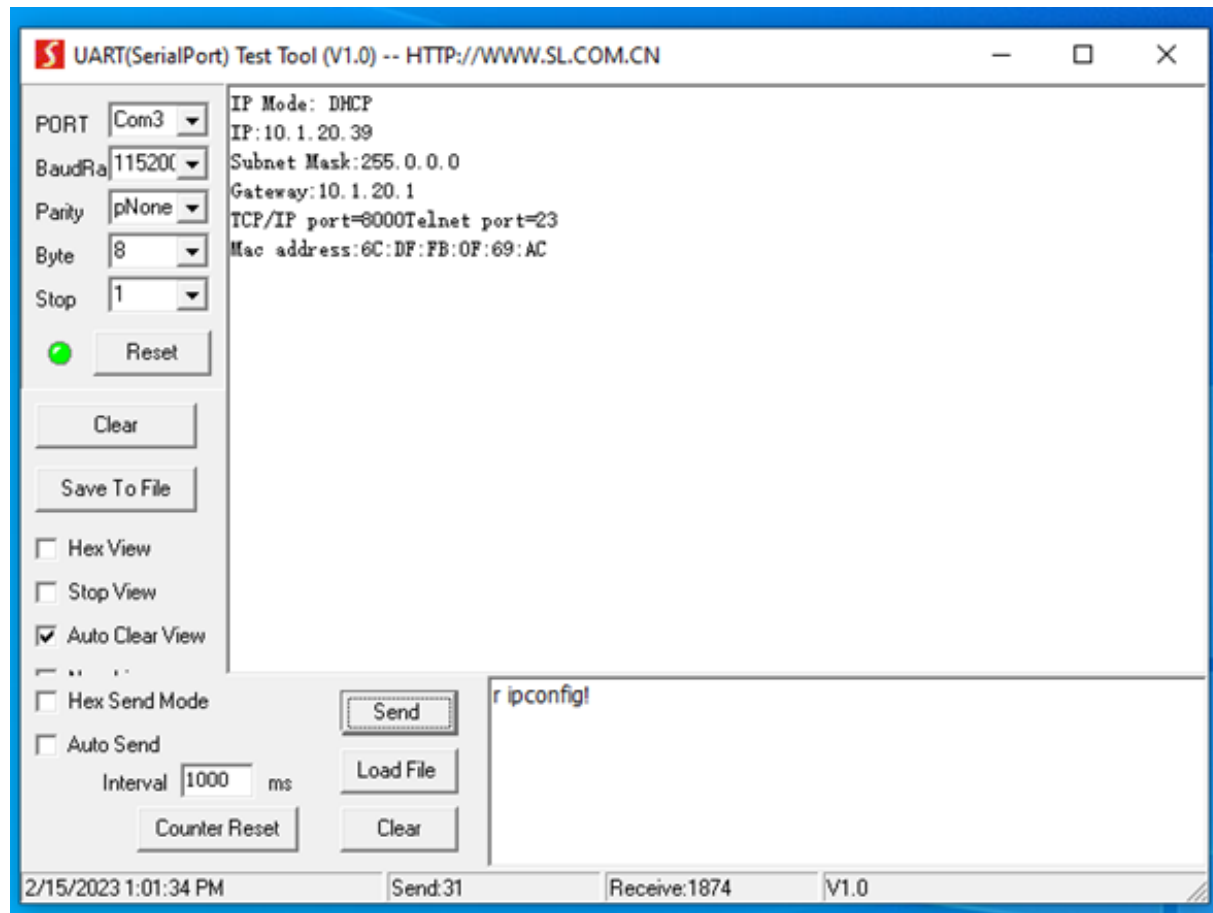 UART(SerialPort) Test Tool (V1.0) -- HTTP://WWW.SL.COM.CN
PORT Com3
BaudRa 115200
Parity pNone
Byte 8
Stop 1
Reset
Clear
Save To File
Hex View
Stop View
Auto Clear View
IP Mode: DHCP
IP:10.1.20.39
Subnet Mask:255.0.0.0
Gateway:10.1.20.1
TCP/IP port=8000Telnet port=23
Mac address:6C:DF:FB:0F:69:AC
Hex Send Mode
Auto Send
Interval 1000 ms
Counter Reset
Send
Load File
Clear
r ipconfig!
2/15/2023 1:01:34 PM Send:31 Receive:1874 V1.0